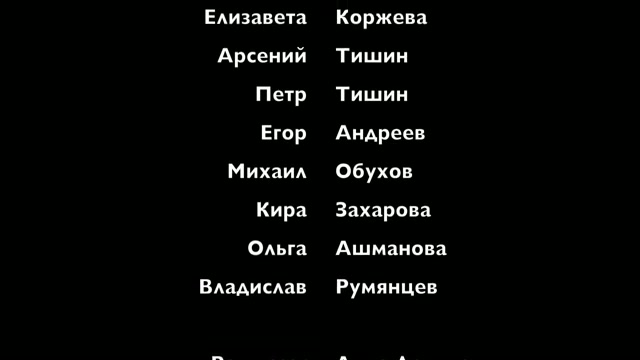 Елизавета Коржева
Арсений Тишин
Петр Тишин
Егор Андреев
Михаил Обухов
Кира Захарова
Ольга Ашманова
Владислав Румянцев